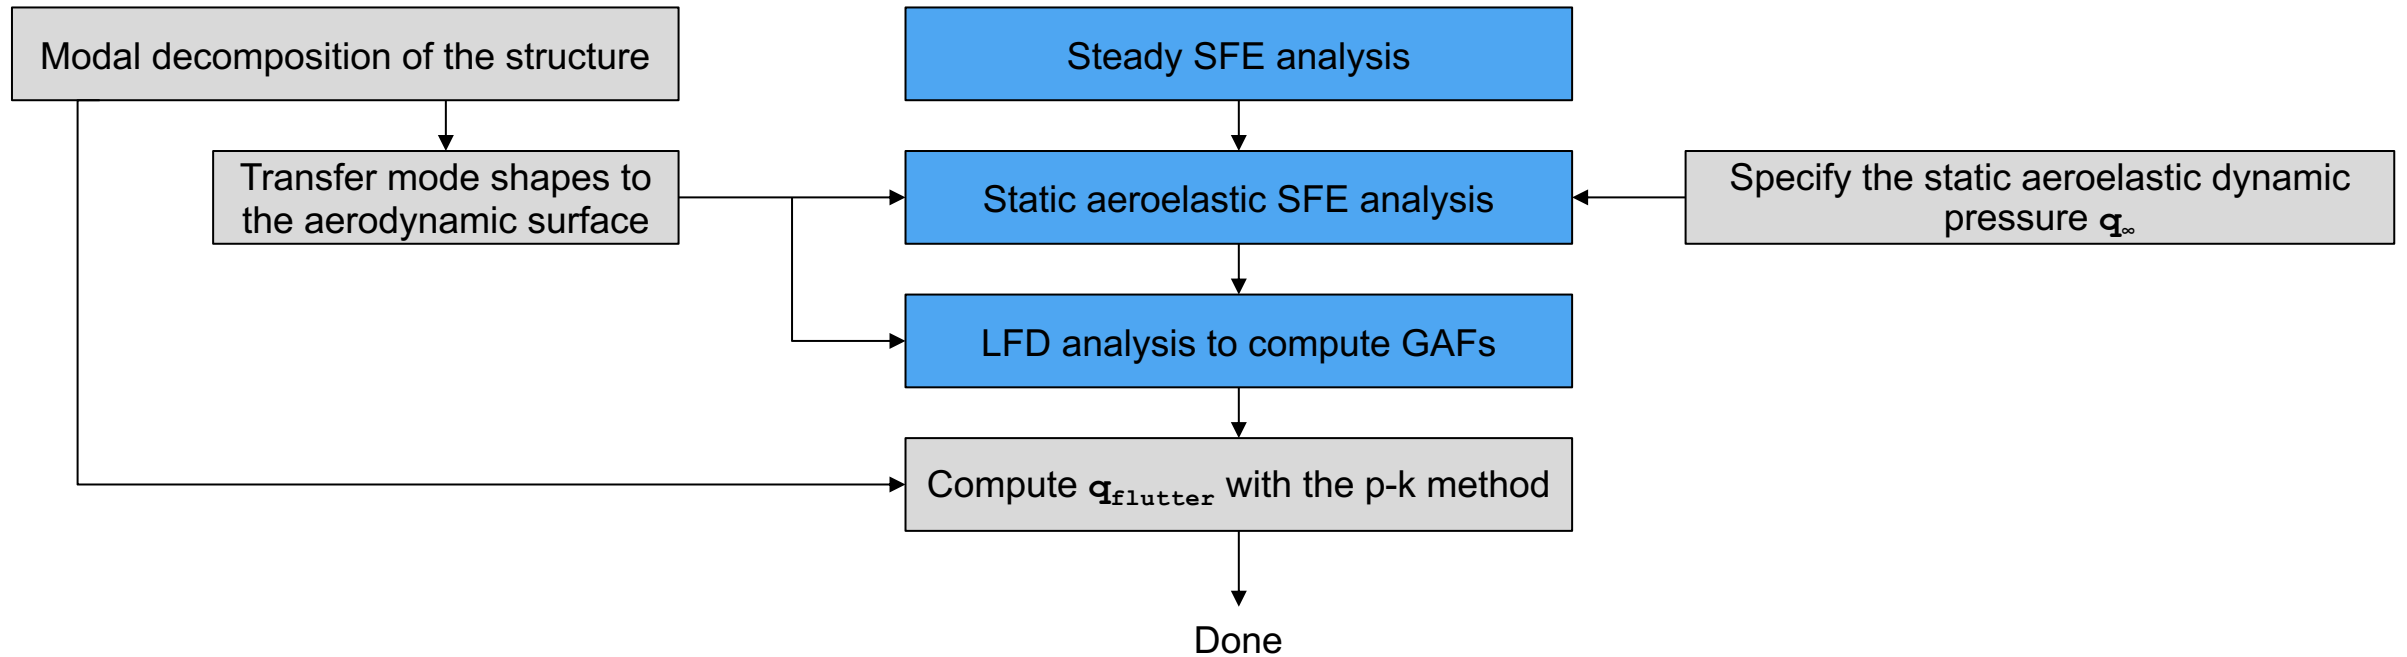 Modal decomposition of the structure
Steady SFE analysis
Transfer mode shapes to
the aerodynamic surface
Static aeroelastic SFE analysis
Specify the static aeroelastic dynamic
pressure q∞
LFD analysis to compute GAFs
Compute qflutter with the p-k method
Done